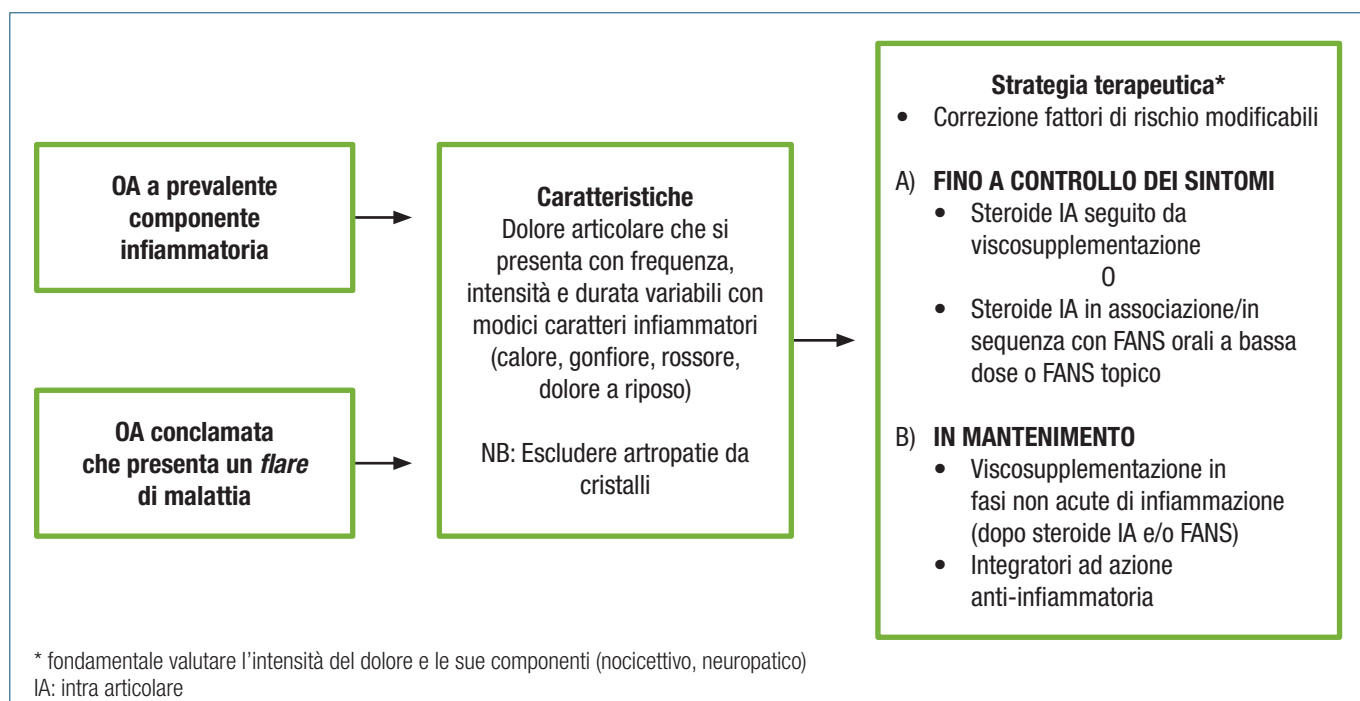 OA a prevalente
componente
infiammatoria
OA conclamata
che presenta un flare
di malattia
Caratteristiche
Dolore articolare che si
presenta con frequenza,
intensità e durata variabili con
modici caratteri infiammatori
(calore, gonfiore, rossore,
dolore a riposo)
NB: Escludere artropatie da
cristalli
Strategia terapeutica*
• Correzione fattori di rischio modificabili
A) FINO A CONTROLLO DEI SINTOMI
• Steroide IA seguito da
viscosupplementazione
O
• Steroide IA in associazione/in
sequenza con FANS orali a bassa
dose o FANS topico
B) IN MANTENIMENTO
• Viscosupplementazione in
fasi non acute di infiammazione
(dopo steroide IA e/o FANS)
• Integratori ad azione
anti-infiammatoria
* fondamentale valutare l'intensità del dolore e le sue componenti (nocicettivo, neuropatico)
IA: intra articolare